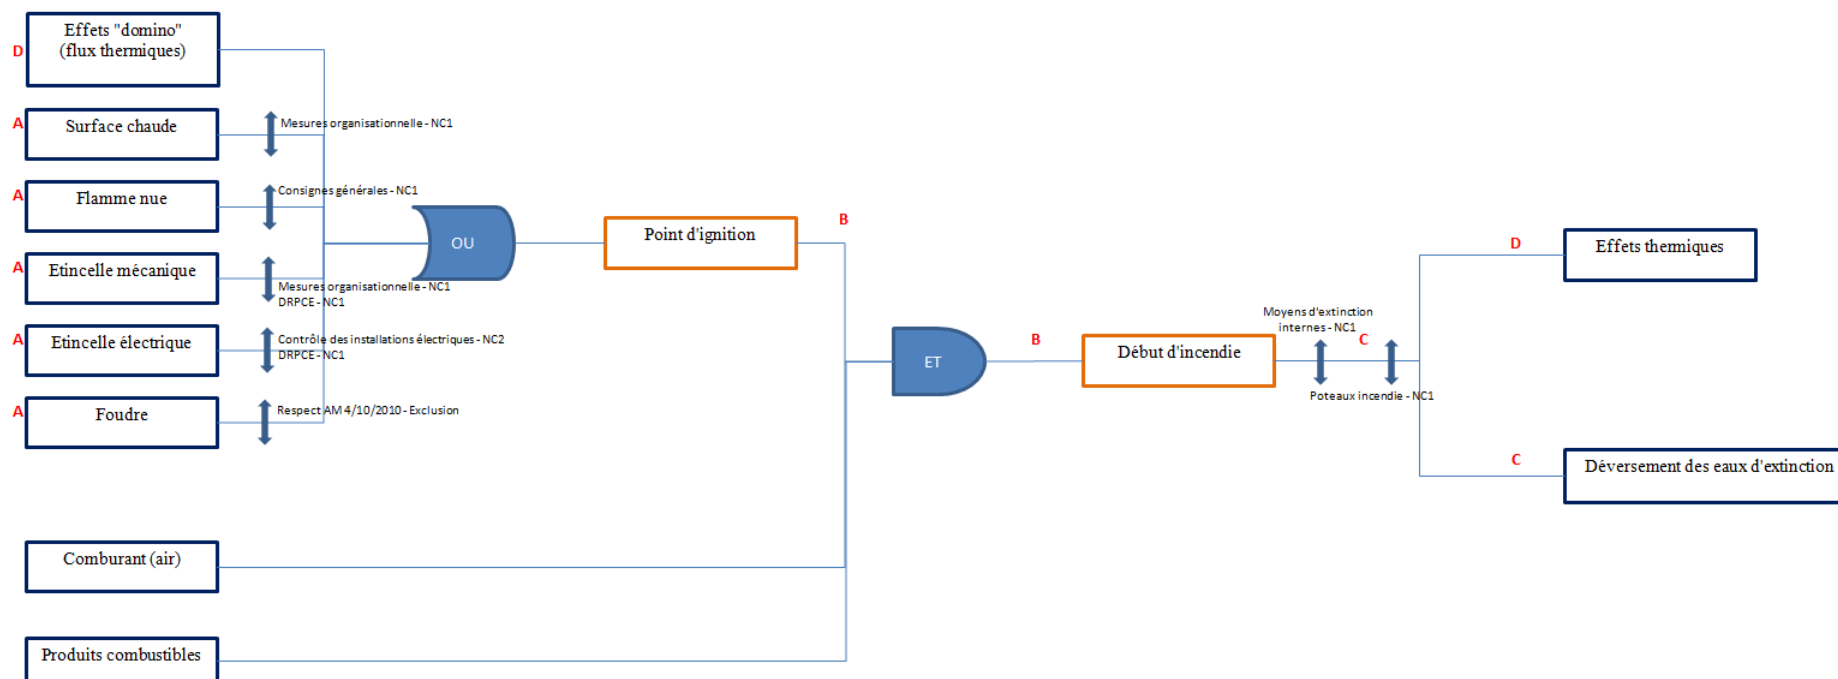 Effets "domino"
(flux thermiques)
D
A
Surface chaude
Mesures organisationnelle - NC1
A
Flamme nue
Consignes générales - NC1
A
Etincelle mécanique
Mesures organisationnelle - NC1
DRPCE - NC1
A
Etincelle électrique
Contrôle des installations électriques - NC2
DRPCE - NC1
A
Foudre
Respect AM 4/10/2010 - Exclusion
OU
Point d'ignition
B
Comburant (air)
Produits combustibles
ET
B
Début d'incendie
Moyens d'extinction
internes - NC1
C
Poteaux incendie - NC1
D
Effets thermiques
C
Déversement des eaux d'extinction